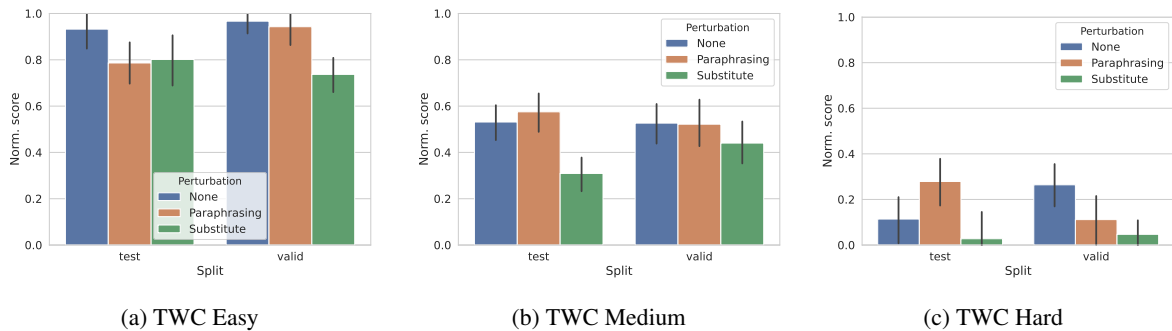 1.0
0.8
0.6
0.4
0.2
0.0
Norm. score
Perturbation
None
Paraphrasing
Substitute
test
valid
Split
(a) TWC Easy
1.0
0.8
0.6
0.4
0.2
0.0
Norm. score
Perturbation
None
Paraphrasing
Substitute
test
valid
Split
(b) TWC Medium
1.0
0.8
0.6
0.4
0.2
0.0
Norm. score
Perturbation
None
Paraphrasing
Substitute
test
valid
Split
(c) TWC Hard